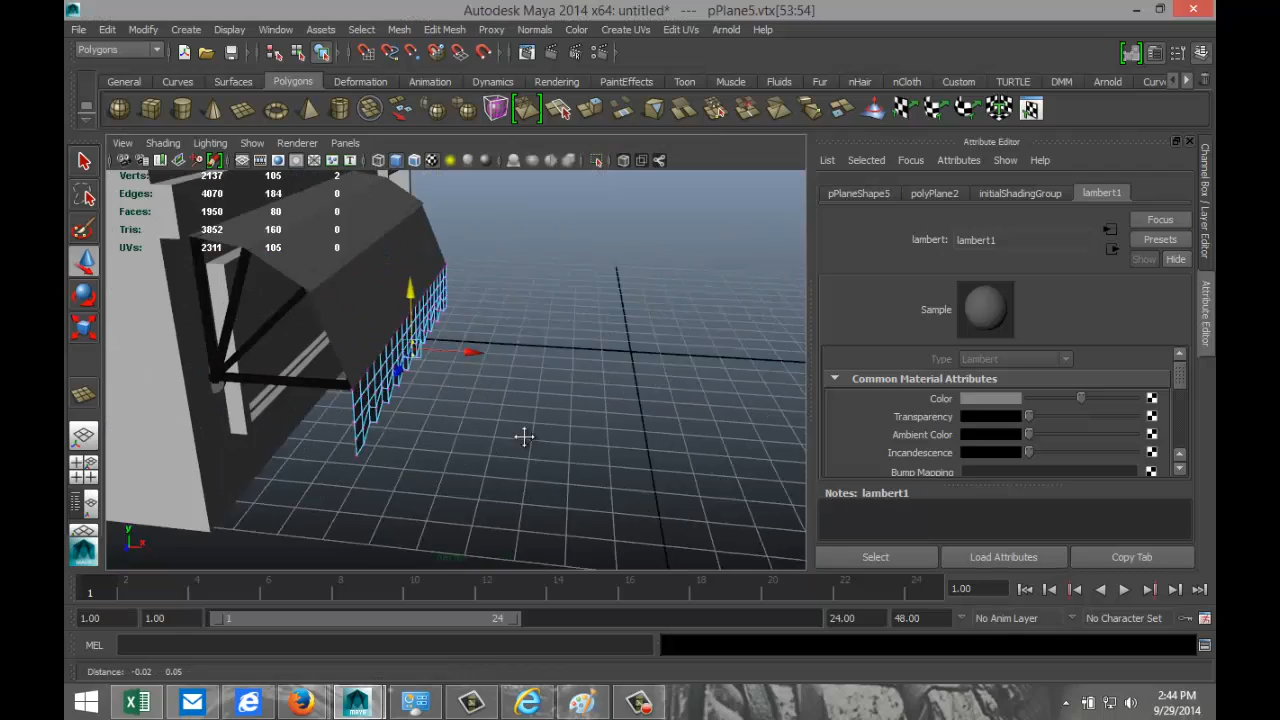 Autodesk Maya 2014 x64: untitled* --- pPlane5.vtx[53:54]
File Edit Modify Create Display Window Assets Select Mesh Edit Mesh Proxy Normals Color Create UVs Edit UVs Arnold Help
Polygons
General Curves Surfaces Polygons Deformation Animation Dynamics Rendering PaintEffects Toon Muscle Fluids Fur nHair nCloth Custom TURTLE DMM Arnold Curv
View Shading Lighting Show Renderer Panels
Attribute Editor
List Selected Focus Attributes Show Help
Verts: 2137 105 2
Edges: 4070 184 0
Faces: 1950 80 0
Tris: 3852 160 0
UVs: 2311 105 0
pPlaneShape5 polyPlane2 initialShadingGroup lambert1
lambert: lambert1
Focus
Presets
Show Hide
Sample
Type Lambert
Common Material Attributes
Color
Transparency
Ambient Color
Incandescence
Bump Mapping
Notes: lambert1
Select Load Attributes Copy Tab
Channel Box / Layer Editor
Attribute Editor
y
x
2 4 6 8 10 12 14 16 18 20 22 24
1
1.00
1.00 1.00 1 24 24.00 48.00 No Anim Layer No Character Set
MEL
Distance: -0.02 0.05
2:44 PM
9/29/2014